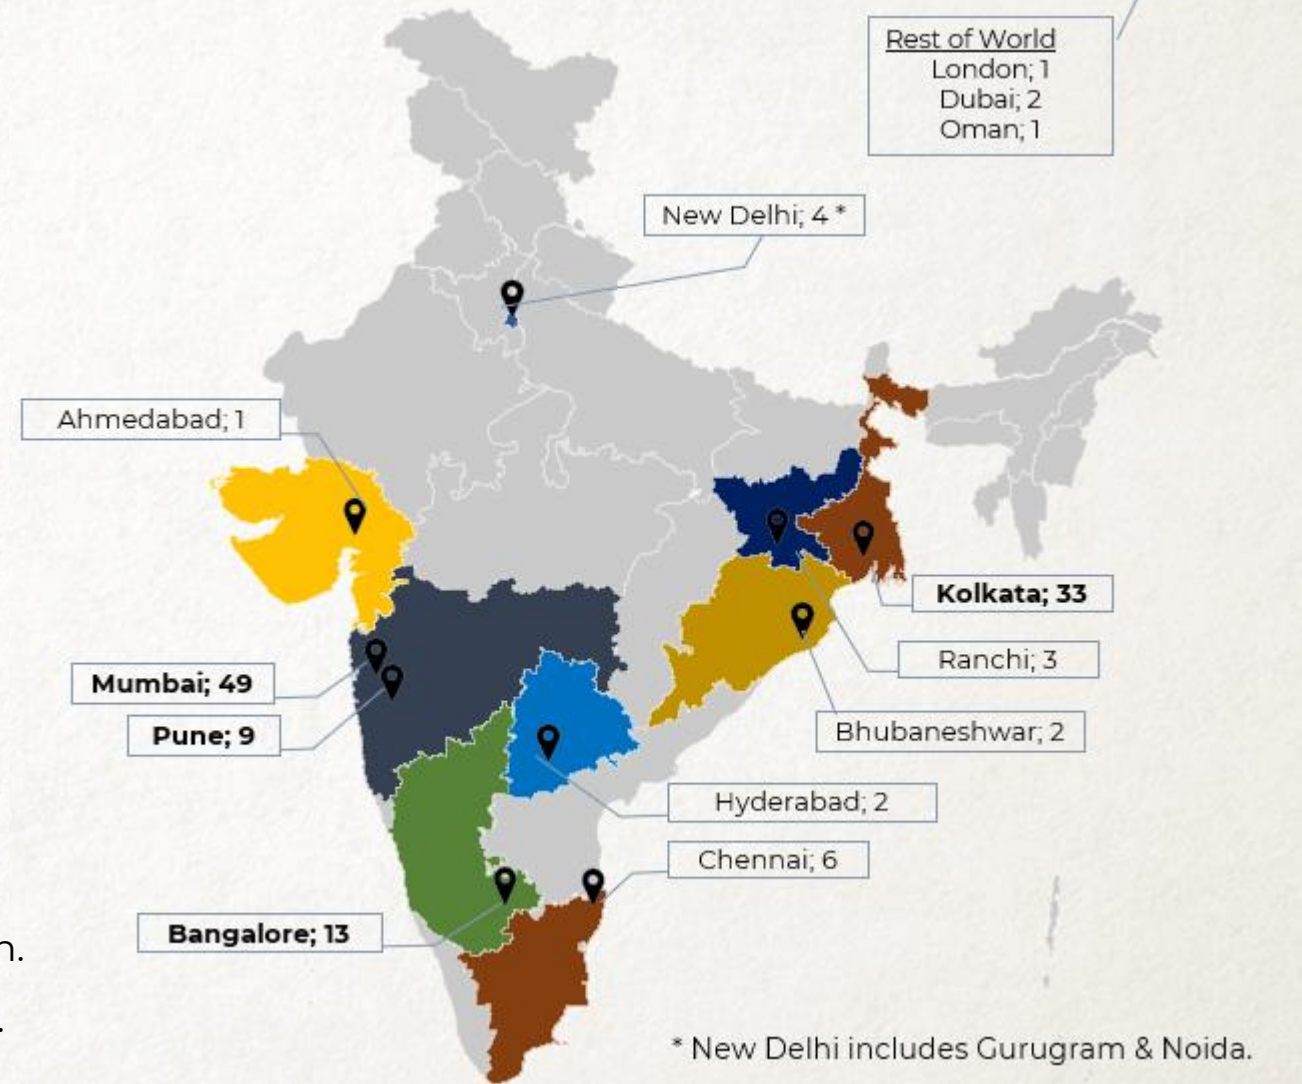 Rest of World
London; 1
Dubai; 2
Oman; 1
New Delhi; 4 *
Ahmedabad; 1
Kolkata; 33
Ranchi; 3
Mumbai; 49
Pune; 9
Bhubaneshwar; 2
Hyderabad; 2
Chennai; 6
Bangalore; 13
* New Delhi includes Gurugram & Noida.